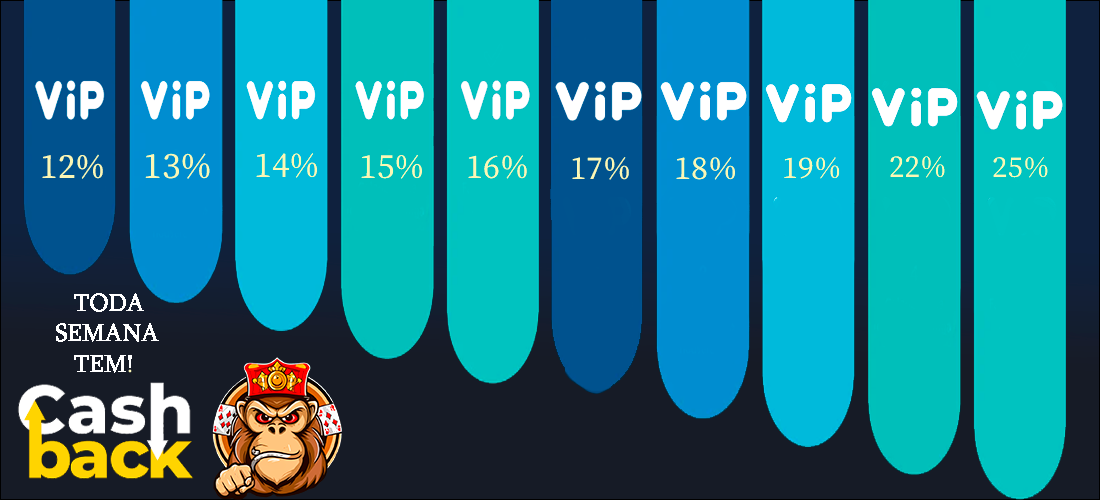 ViP ViP ViP ViP ViP ViP ViP ViP ViP ViP
12% 13% 14% 15% 16% 17% 18% 19% 22% 25%
TODA
SEMANA
TEM!
Cash
back